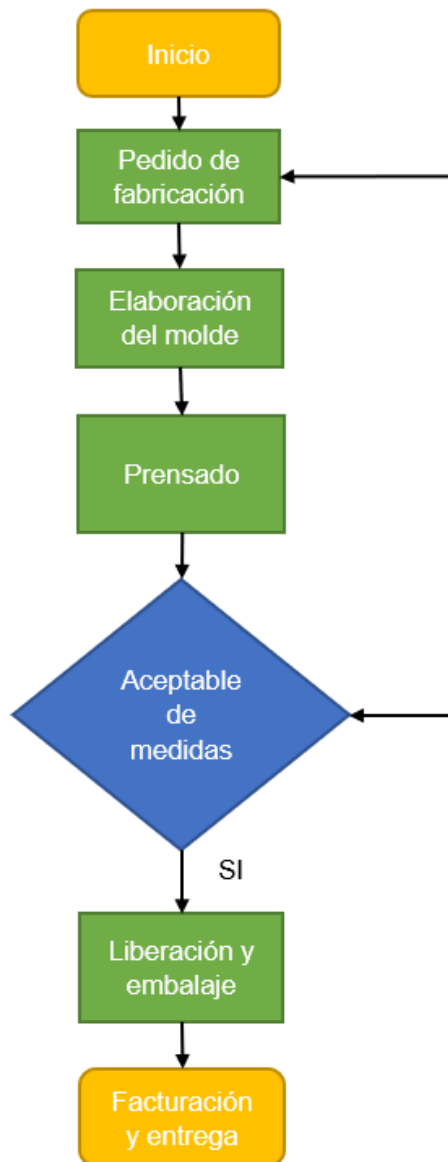 Inicio
Pedido de
fabricación
Elaboración
del molde
Prensado
Aceptable
de
medidas
SI
Liberación y
embalaje
Facturación
y entrega